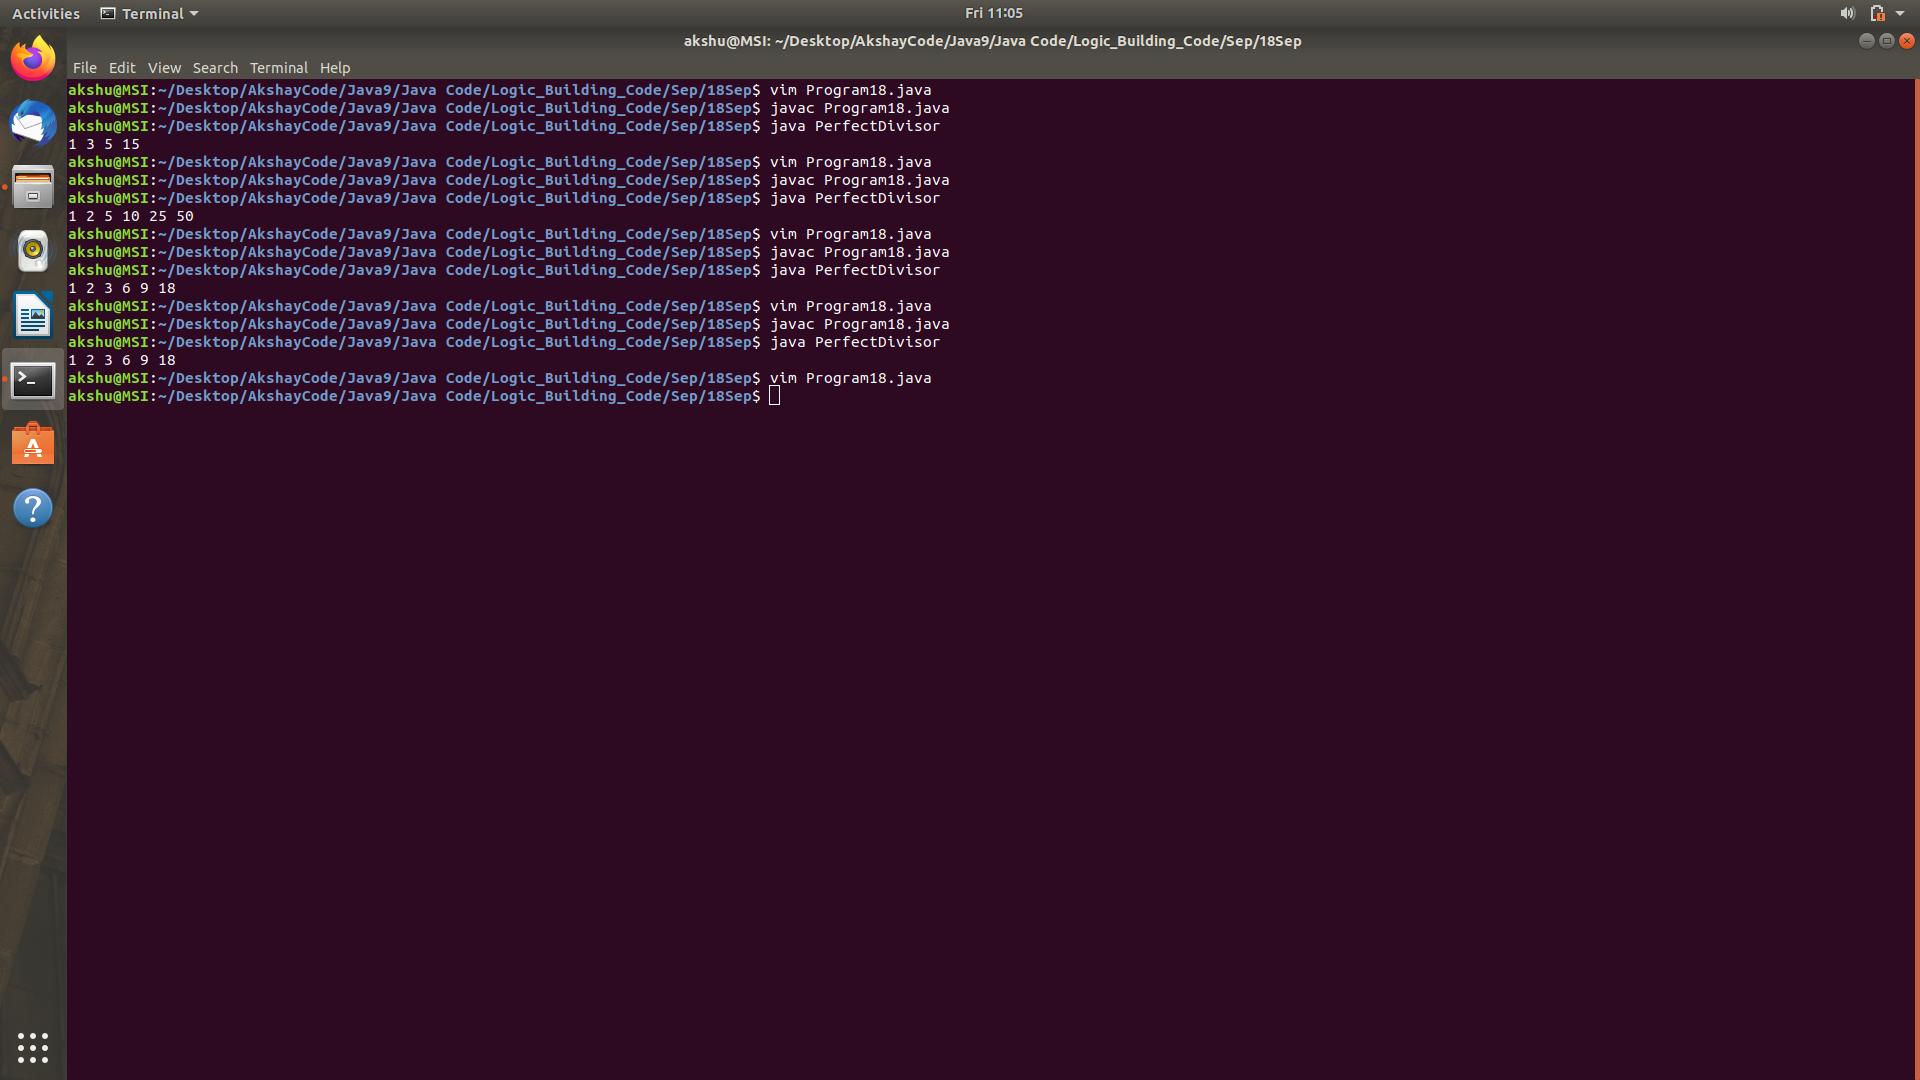 Activities Terminal Fri 11:05
akshu@MSI: ~/Desktop/AkshayCode/Java9/Java Code/Logic_Building_Code/Sep/18Sep
File Edit View Search Terminal Help
akshu@MSI:~/Desktop/AkshayCode/Java9/Java Code/Logic_Building_Code/Sep/18Sep$ vim Program18.java
akshu@MSI:~/Desktop/AkshayCode/Java9/Java Code/Logic_Building_Code/Sep/18Sep$ javac Program18.java
akshu@MSI:~/Desktop/AkshayCode/Java9/Java Code/Logic_Building_Code/Sep/18Sep$ java PerfectDivisor
1 3 5 15
akshu@MSI:~/Desktop/AkshayCode/Java9/Java Code/Logic_Building_Code/Sep/18Sep$ vim Program18.java
akshu@MSI:~/Desktop/AkshayCode/Java9/Java Code/Logic_Building_Code/Sep/18Sep$ javac Program18.java
akshu@MSI:~/Desktop/AkshayCode/Java9/Java Code/Logic_Building_Code/Sep/18Sep$ java PerfectDivisor
1 2 5 10 25 50
akshu@MSI:~/Desktop/AkshayCode/Java9/Java Code/Logic_Building_Code/Sep/18Sep$ vim Program18.java
akshu@MSI:~/Desktop/AkshayCode/Java9/Java Code/Logic_Building_Code/Sep/18Sep$ javac Program18.java
akshu@MSI:~/Desktop/AkshayCode/Java9/Java Code/Logic_Building_Code/Sep/18Sep$ java PerfectDivisor
1 2 3 6 9 18
akshu@MSI:~/Desktop/AkshayCode/Java9/Java Code/Logic_Building_Code/Sep/18Sep$ vim Program18.java
akshu@MSI:~/Desktop/AkshayCode/Java9/Java Code/Logic_Building_Code/Sep/18Sep$ javac Program18.java
akshu@MSI:~/Desktop/AkshayCode/Java9/Java Code/Logic_Building_Code/Sep/18Sep$ java PerfectDivisor
1 2 3 6 9 18
akshu@MSI:~/Desktop/AkshayCode/Java9/Java Code/Logic_Building_Code/Sep/18Sep$ vim Program18.java
akshu@MSI:~/Desktop/AkshayCode/Java9/Java Code/Logic_Building_Code/Sep/18Sep$